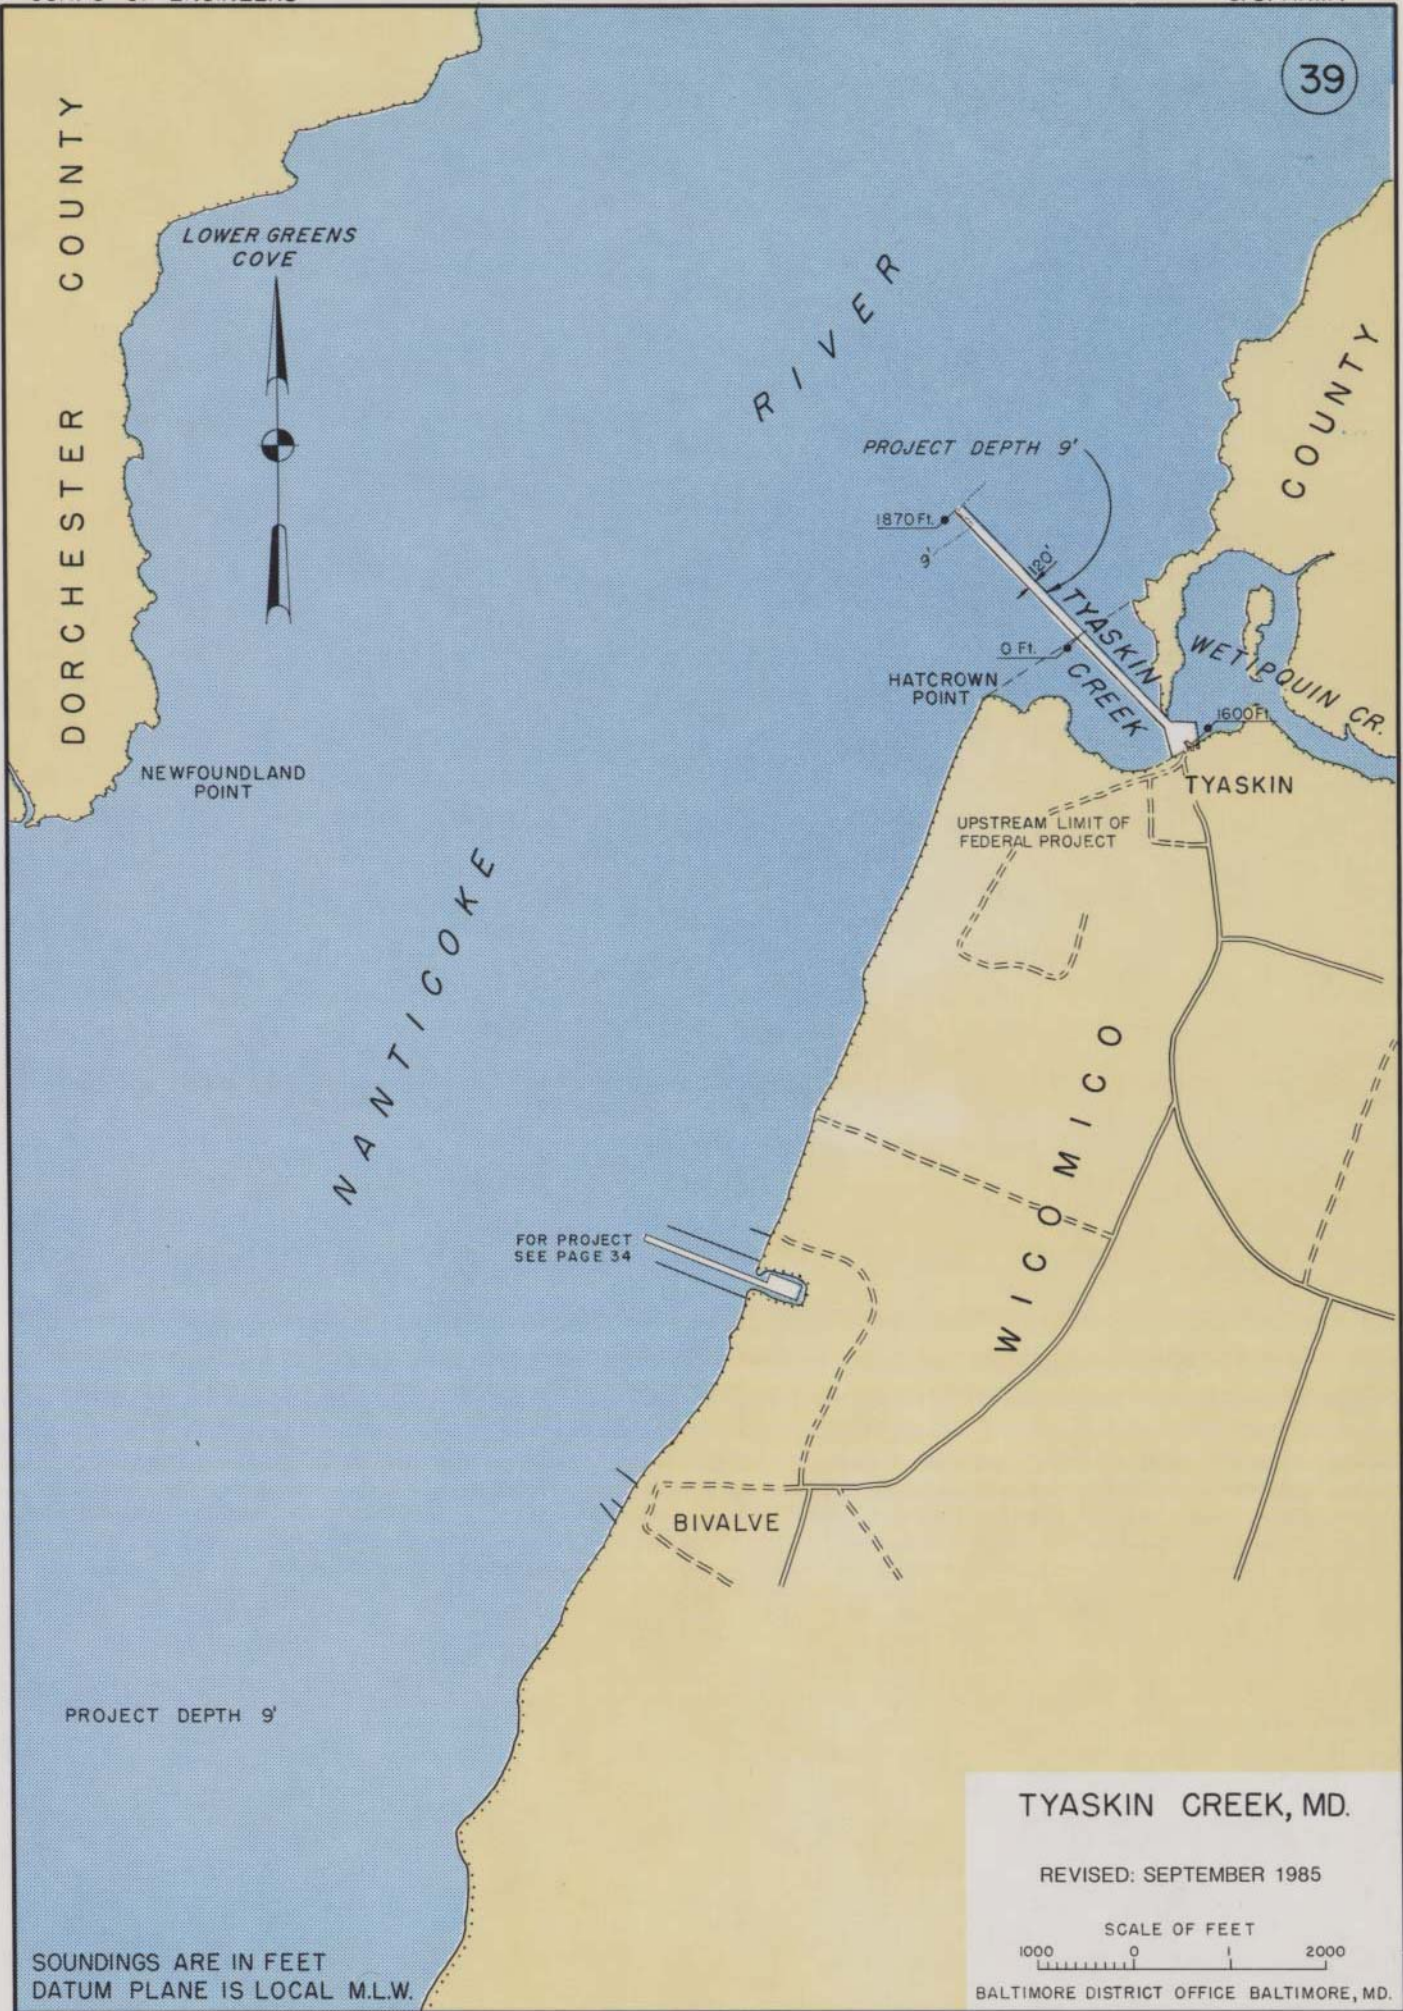 39
DORCHESTER COUNTY
LOWER GREENS
COVE
RIVER
COUNTY
PROJECT DEPTH 9'
1870 Ft.
9'
120'
TYASKIN
CREEK
0 Ft.
WETIPQUIN CR.
HATCROWN
POINT
1600 Ft.
NEWFOUNDLAND
POINT
TYASKIN
UPSTREAM LIMIT OF
FEDERAL PROJECT
NANTICOKE
WICOMICO
FOR PROJECT
SEE PAGE 34
BIVALVE
PROJECT DEPTH 9'
TYASKIN CREEK, MD.
REVISED: SEPTEMBER 1985
SCALE OF FEET
1000 0 1 2000
BALTIMORE DISTRICT OFFICE BALTIMORE, MD.
SOUNDINGS ARE IN FEET
DATUM PLANE IS LOCAL M.L.W.